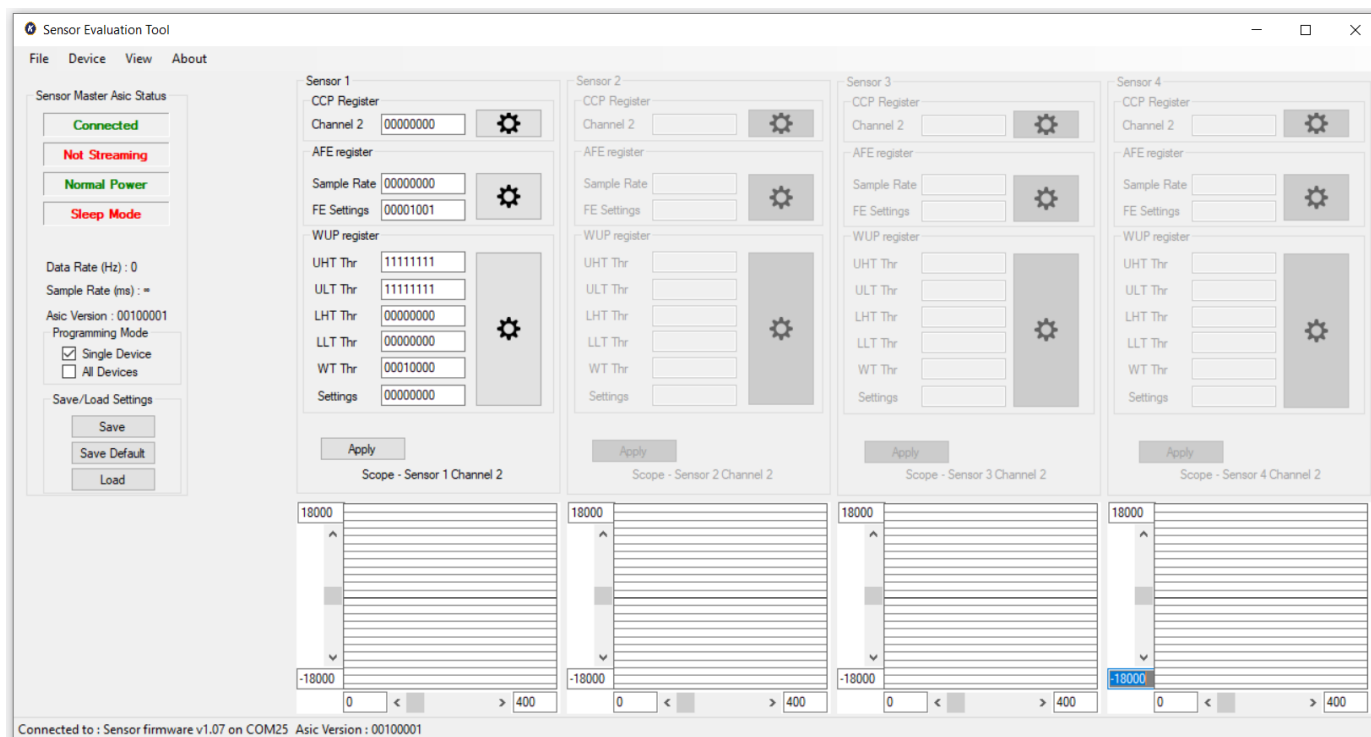 Sensor Evaluation Tool
File Device View About
Sensor Master Asic Status
Connected
Not Streaming
Normal Power
Sleep Mode
Data Rate (Hz) : 0
Sample Rate (ms) : ∞
Asic Version : 00100001
Programming Mode
Single Device
All Devices
Save/Load Settings
Save
Save Default
Load
Sensor 1
CCP Register
Channel 2 00000000
AFE register
Sample Rate 00000000
FE Settings 00001001
WUP register
UHT Thr 11111111
ULT Thr 11111111
LHT Thr 00000000
LLT Thr 00000000
WT Thr 00010000
Settings 00000000
Apply
Scope - Sensor 1 Channel 2
18000
-18000
0 < > 400
Sensor 2
CCP Register
Channel 2
AFE register
Sample Rate
FE Settings
WUP register
UHT Thr
ULT Thr
LHT Thr
LLT Thr
WT Thr
Settings
Apply
Scope - Sensor 2 Channel 2
18000
-18000
0 < > 400
Sensor 3
CCP Register
Channel 2
AFE register
Sample Rate
FE Settings
WUP register
UHT Thr
ULT Thr
LHT Thr
LLT Thr
WT Thr
Settings
Apply
Scope - Sensor 3 Channel 2
18000
-18000
0 < > 400
Sensor 4
CCP Register
Channel 2
AFE register
Sample Rate
FE Settings
WUP register
UHT Thr
ULT Thr
LHT Thr
LLT Thr
WT Thr
Settings
Apply
Scope - Sensor 4 Channel 2
18000
-18000
0 < > 400
Connected to : Sensor firmware v1.07 on COM25 Asic Version : 00100001